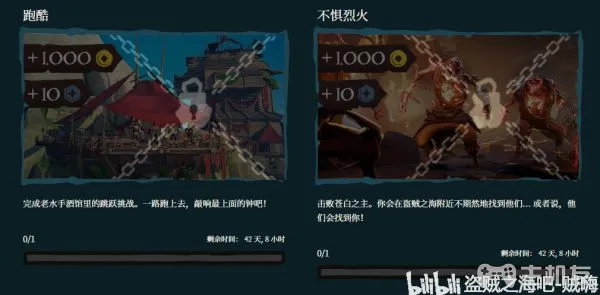 跑酷
+1,000
+10
完成老水手酒馆里的跳跃挑战。一路跑上去，敲响最上面的钟吧！
0/1
剩余时间： 42 天, 8 小时
不惧烈火
+1,000
+10
击败苍白之主。你会在盗贼之海附近不期然地找到他们... 或者说，他
们会找到你！
0/1
剩余时间： 42 天, 8 小时
主机友
bilibili 盗贼之海吧-贼嗨